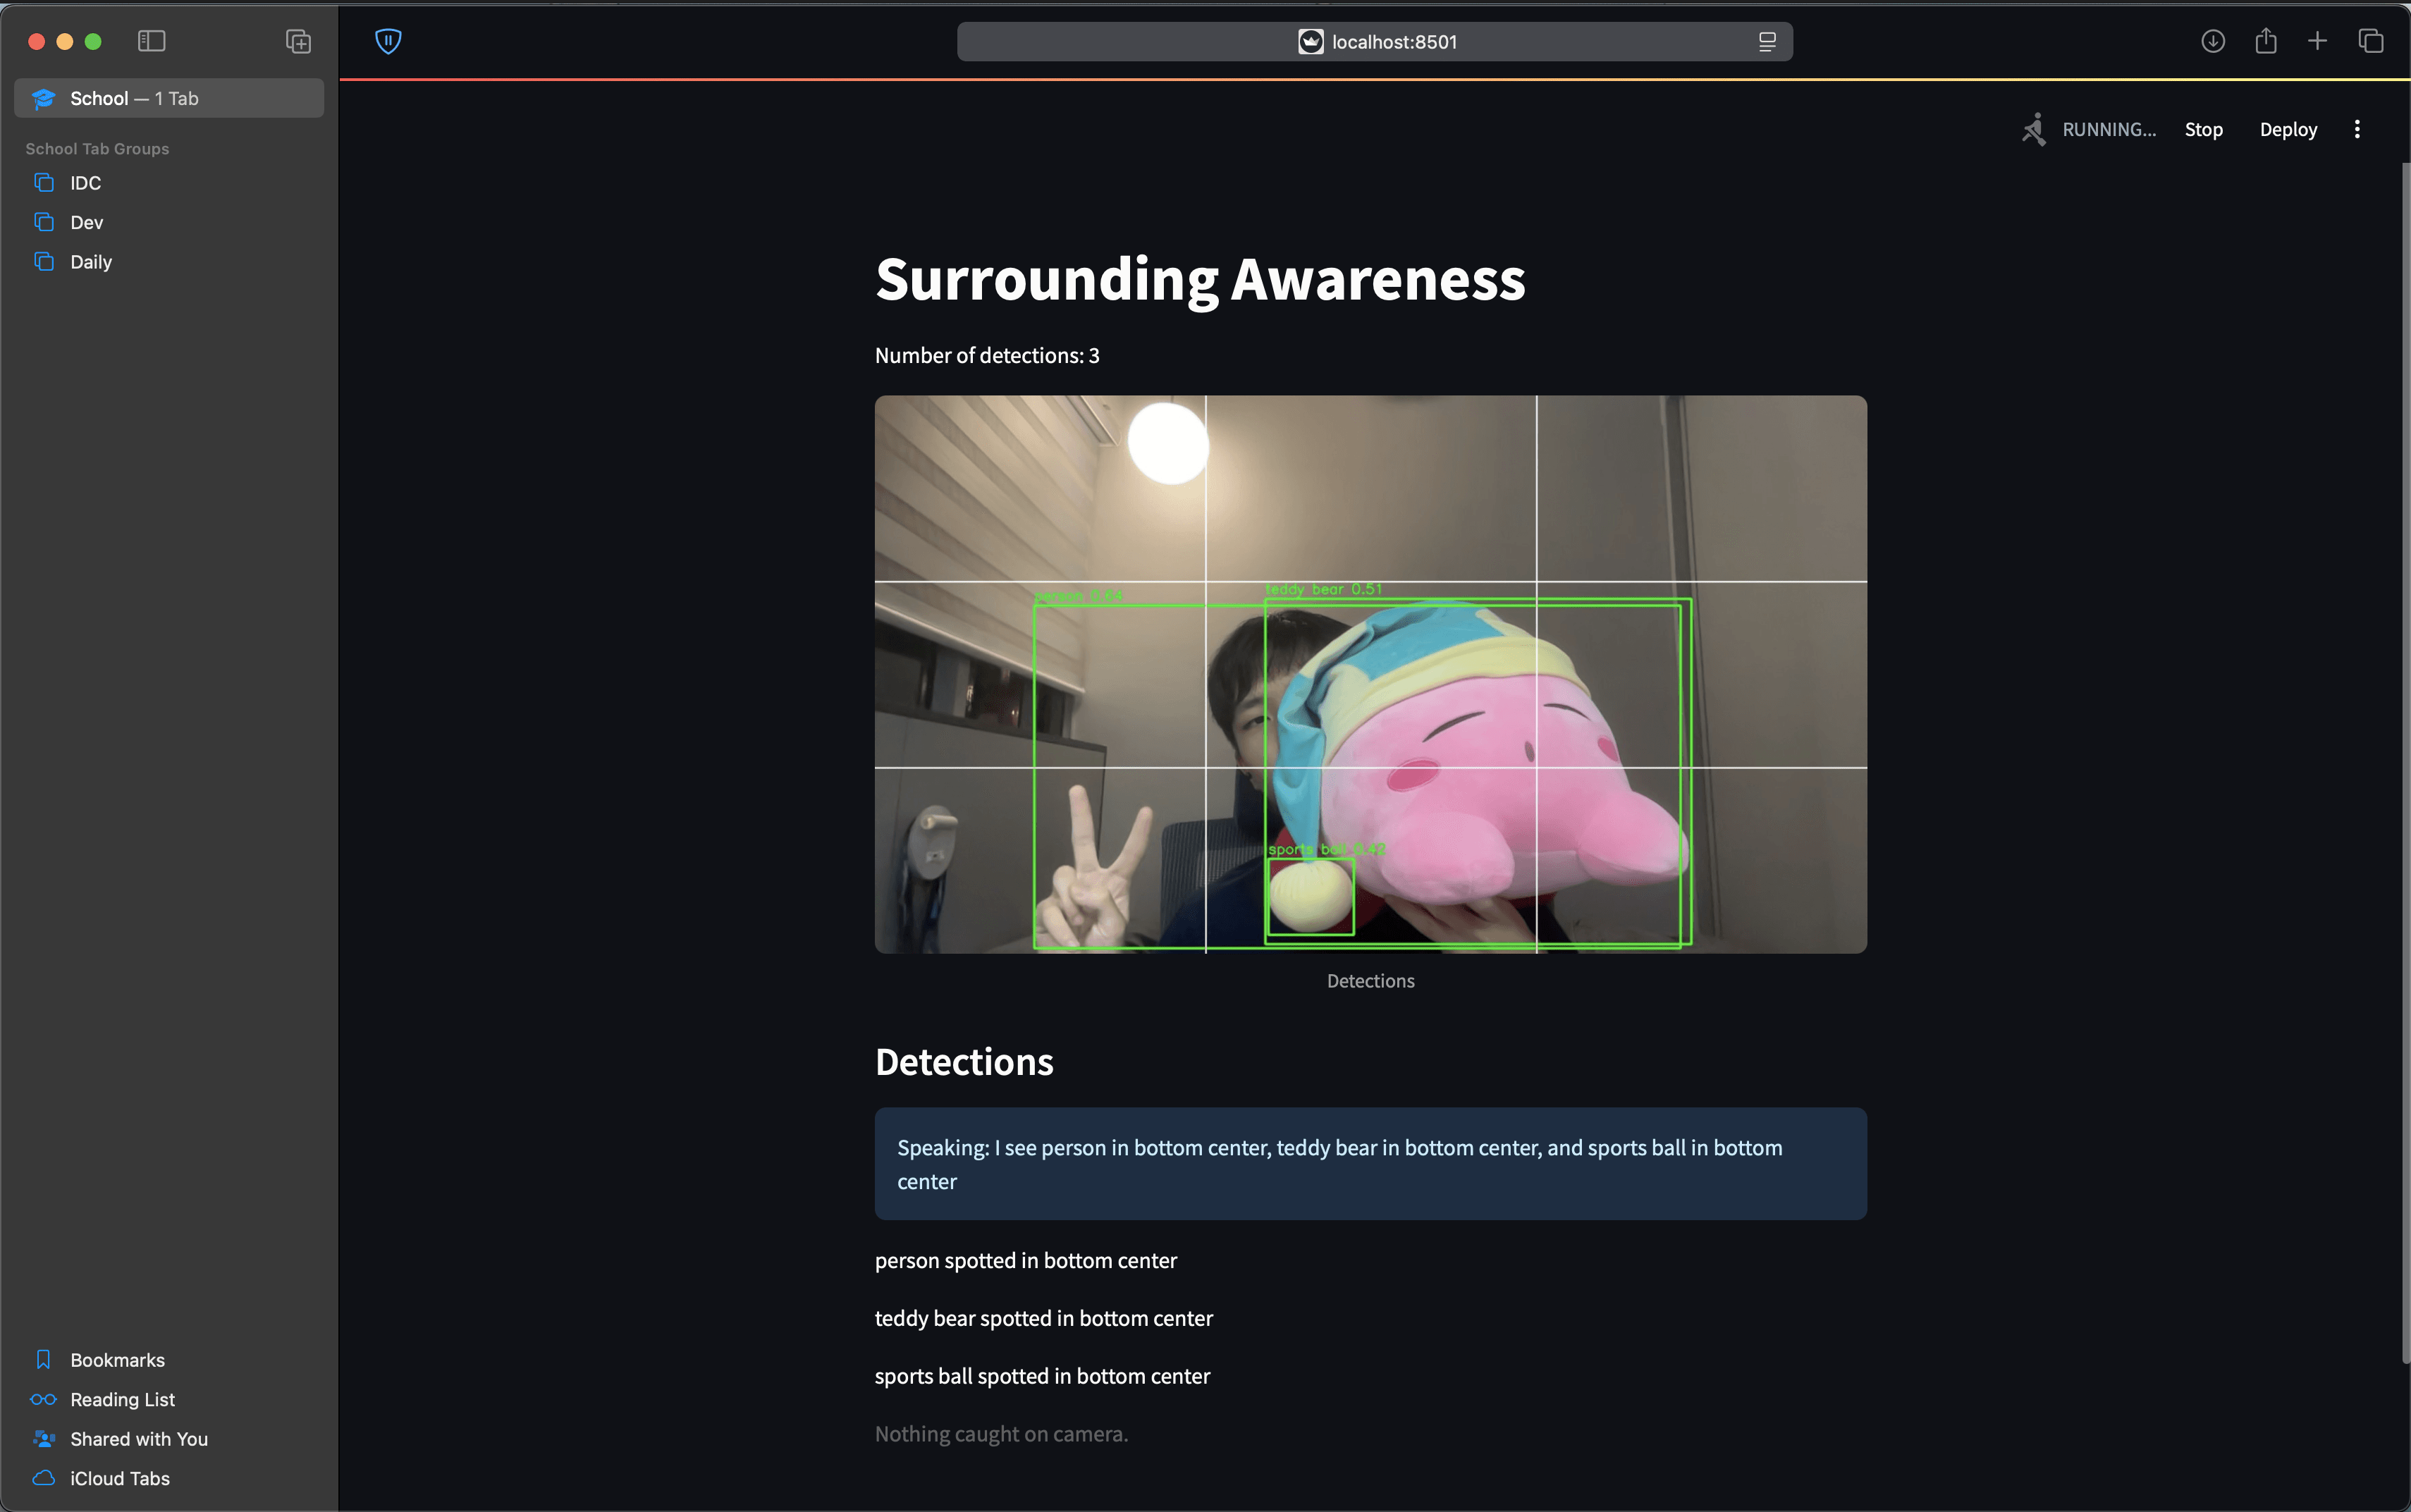 School — 1 Tab
School Tab Groups
IDC
Dev
Daily
Bookmarks
Reading List
Shared with You
iCloud Tabs
localhost:8501
RUNNING...
Stop
Deploy
Surrounding Awareness
Number of detections: 3
person 0.64
teddy bear 0.51
sports ball 0.42
Detections
Detections
Speaking: I see person in bottom center, teddy bear in bottom center, and sports ball in bottom
center
person spotted in bottom center
teddy bear spotted in bottom center
sports ball spotted in bottom center
Nothing caught on camera.